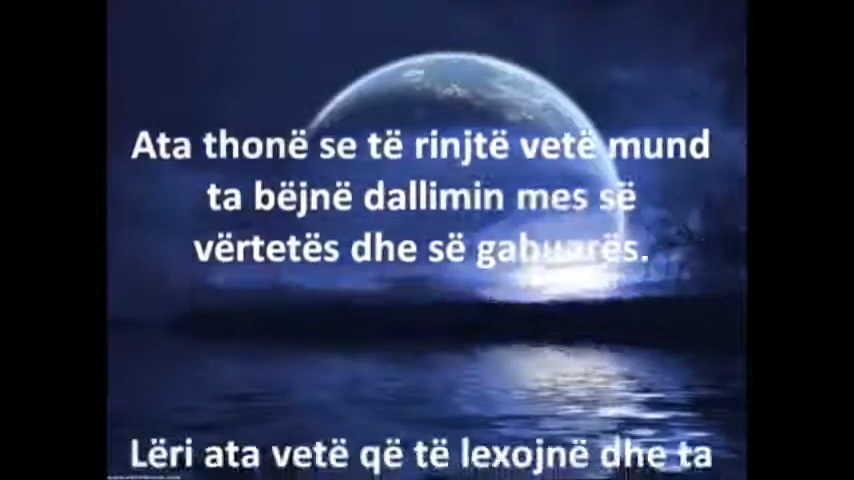 Ata thonë se të rinjtë vetë mund
ta bëjnë dallimin mes së
vërtetës dhe së gabuarës.
Lëri ata vetë që të lexojnë dhe ta